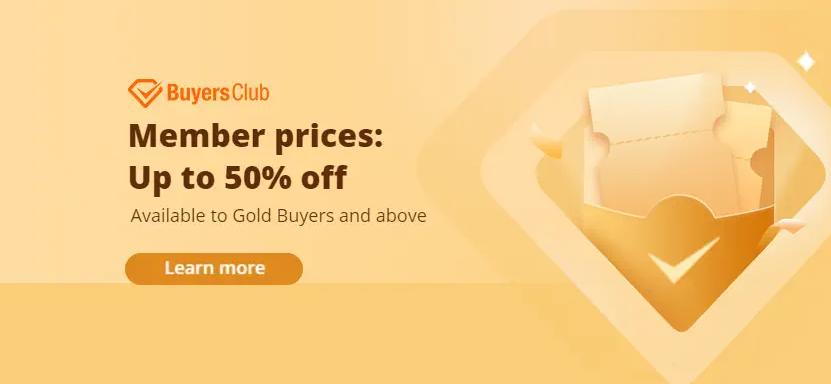 BuyersClub
Member prices:
Up to 50% off
Available to Gold Buyers and above
Learn more